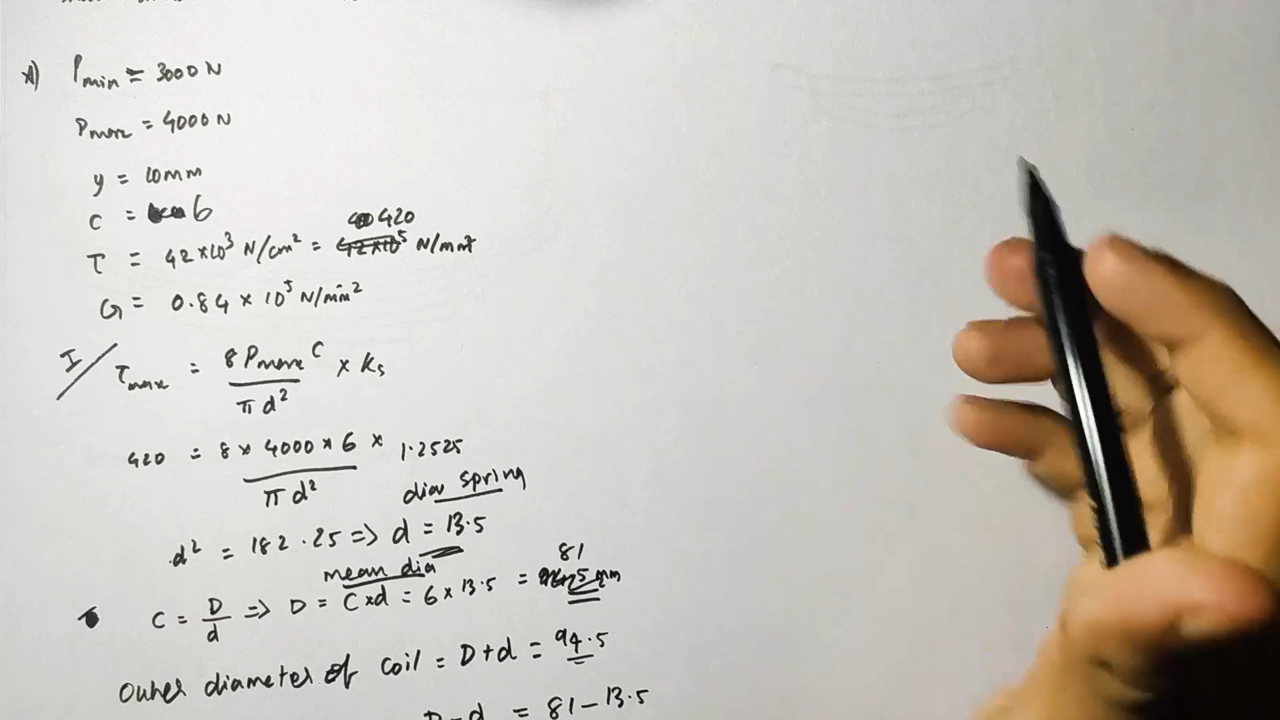 A) Pmin = 3000 N
Pmax = 4000 N
y = 10mm
C = 6
420
τ = 42 × 10³ N/cm² = N/mm²
G = 0.84 × 10⁵ N/mm²
I/ τmax = 8 Pmax C / π d² × Ks
420 = 8 × 4000 × 6 / π d² × 1.2525
dia spring
d² = 182.25 => d = 13.5
mean dia
81
C = D/d => D = C×d = 6 × 13.5 = mm
Outer diameter of coil = D+d = 94.5
D-d = 81 - 13.5